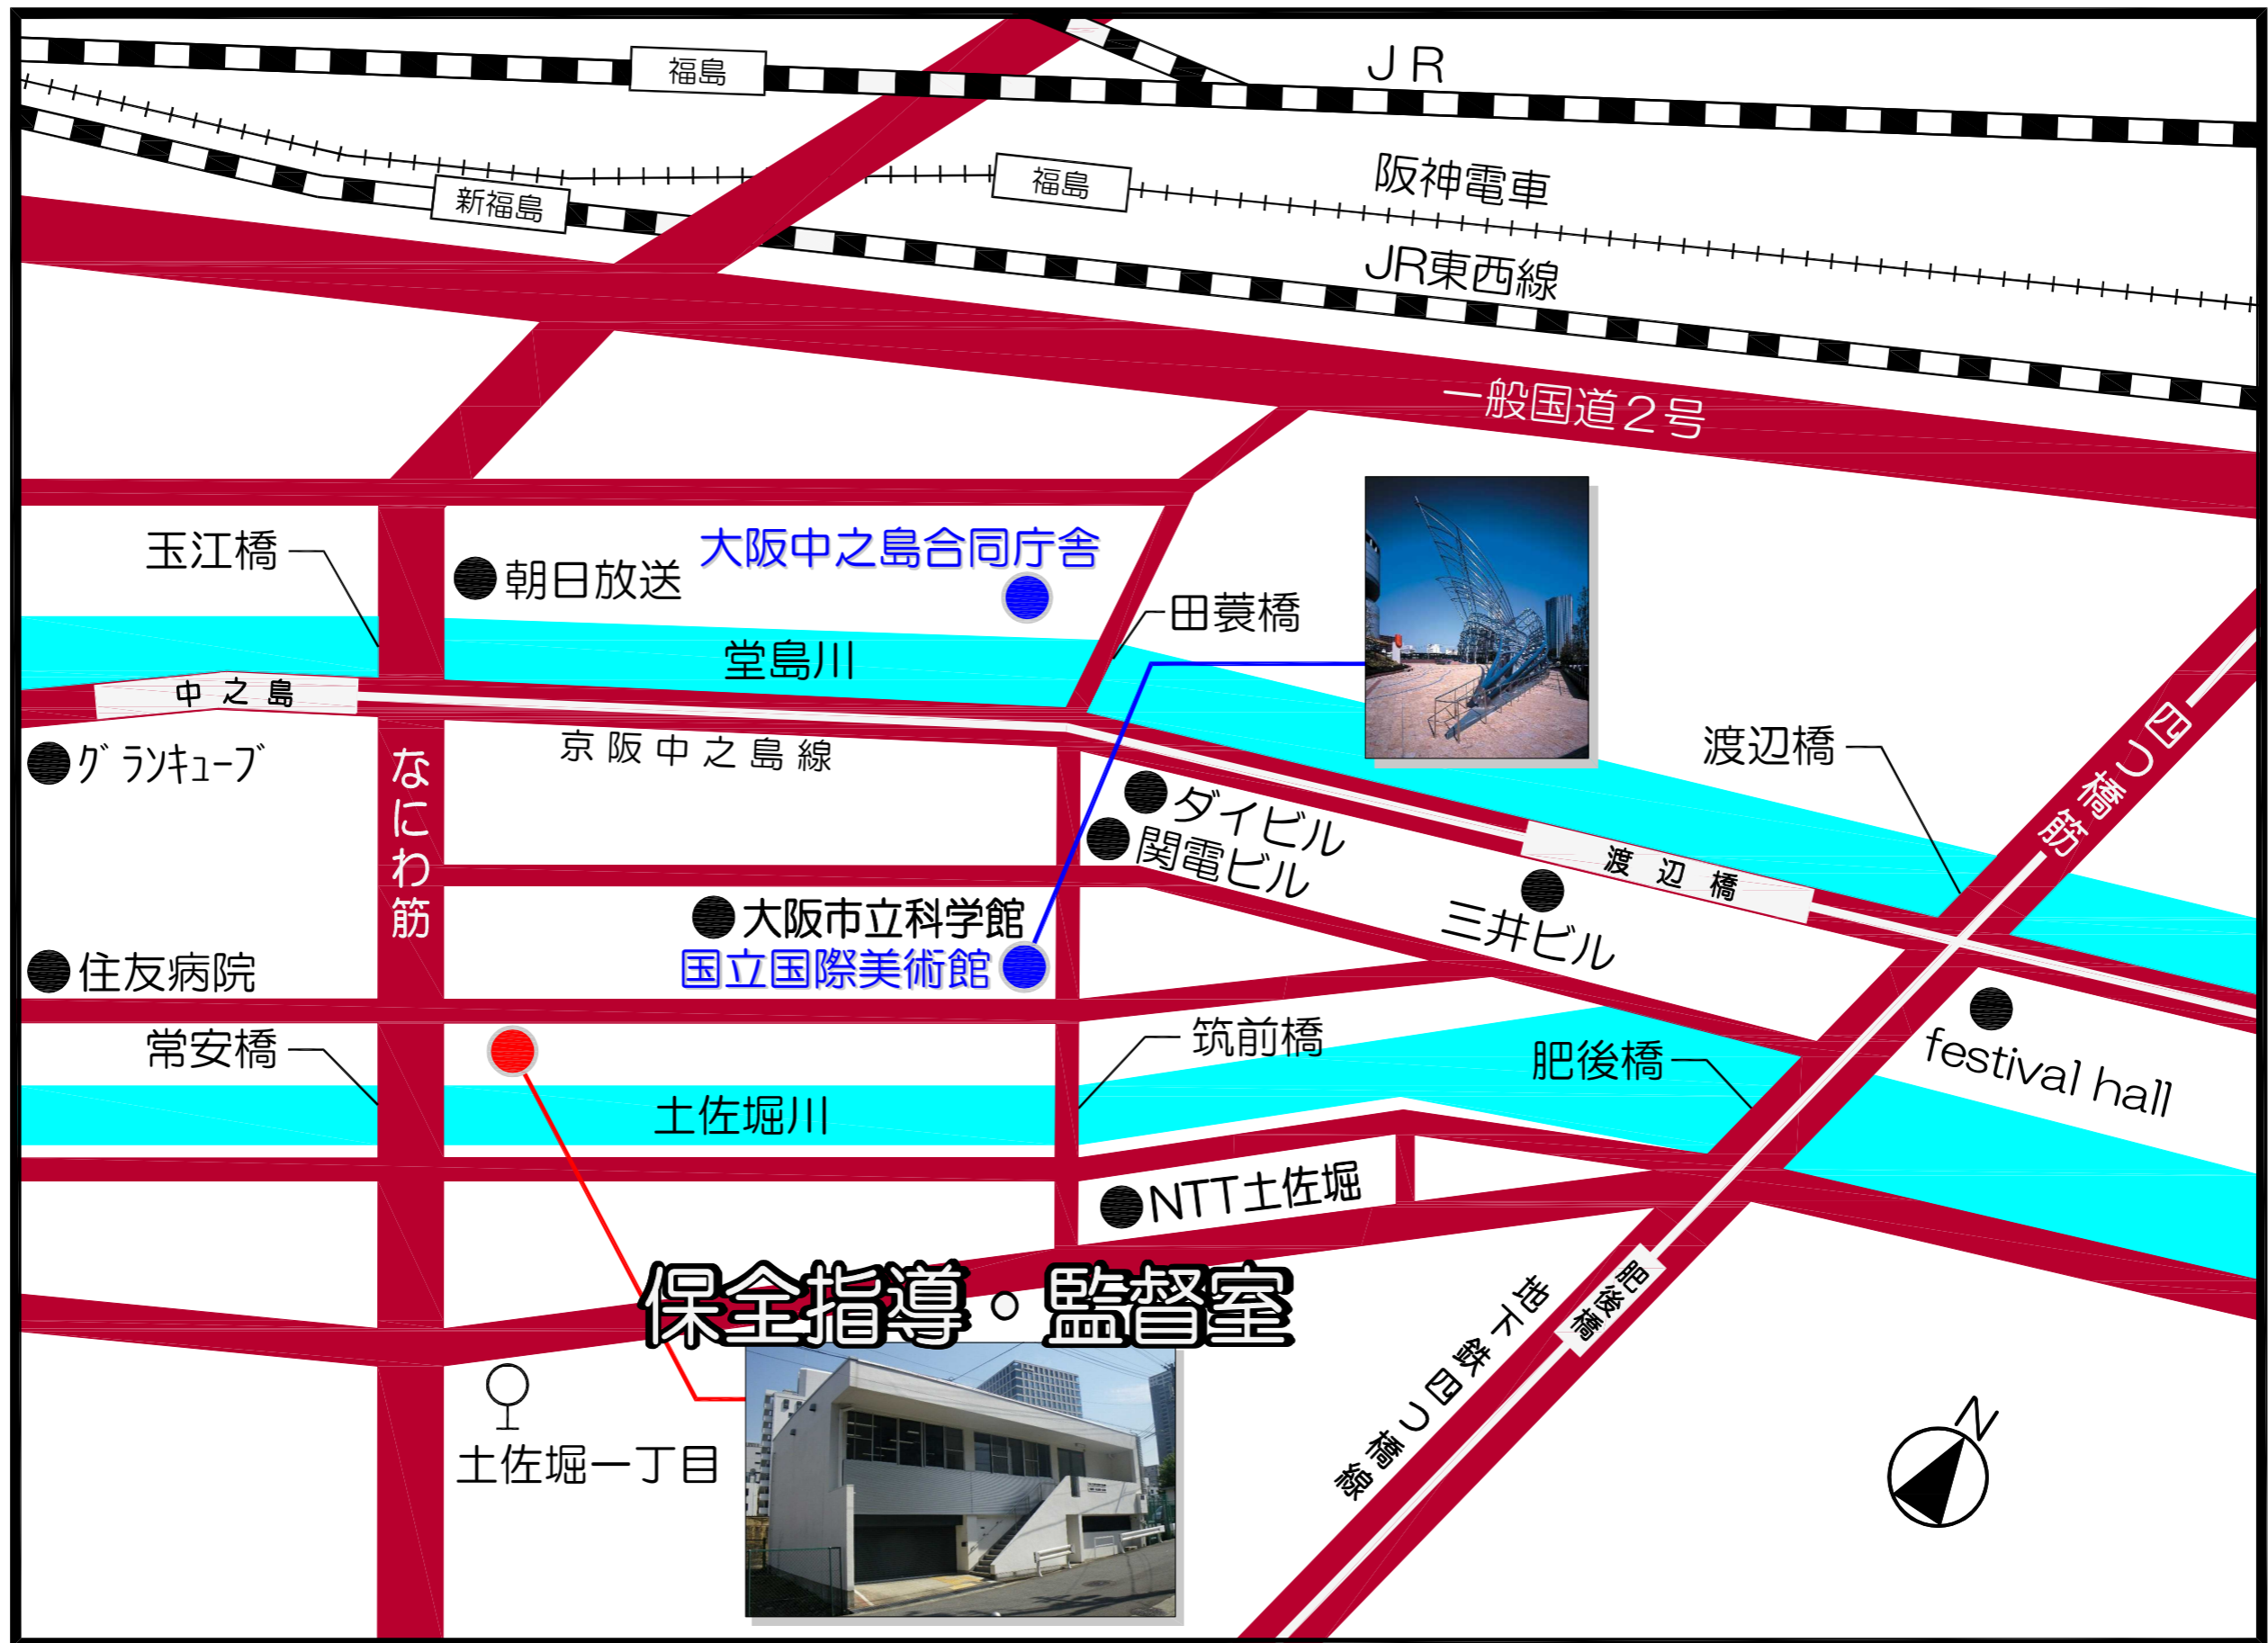 JR
福島
阪神電車
福島
新福島
JR東西線
一般国道2号
玉江橋
朝日放送
大阪中之島合同庁舎
田蓑橋
堂島川
中之島
京阪中之島線
グランキューブ
なにわ筋
渡辺橋
四つ橋筋
ダイビル
関電ビル
渡辺橋
三井ビル
大阪市立科学館
国立国際美術館
住友病院
常安橋
筑前橋
肥後橋
festival hall
土佐堀川
NTT土佐堀
保全指導・監督室
肥後橋
地下鉄四つ橋線
土佐堀一丁目
N